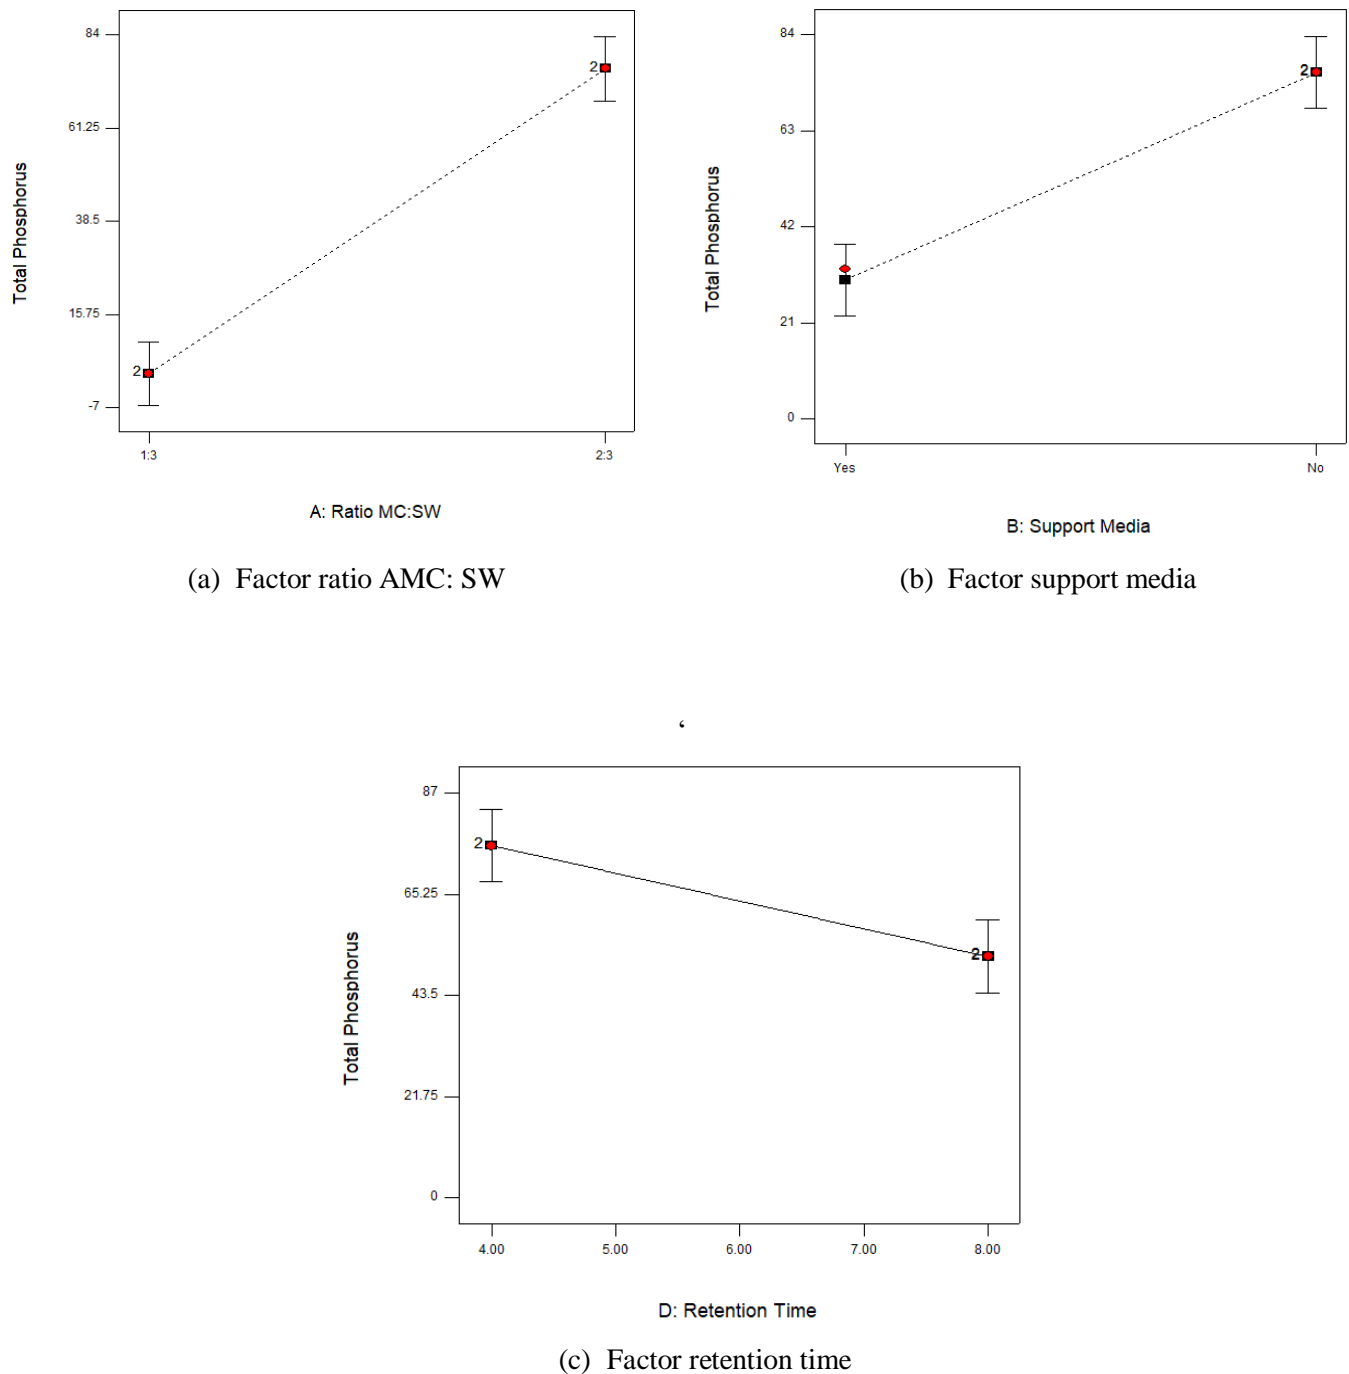 84
61.25
38.5
15.75
-7
Total Phosphorus
2
2
1:3
2:3
A: Ratio MC:SW
(a) Factor ratio AMC: SW
84
63
42
21
0
Total Phosphorus
2
Yes
No
B: Support Media
(b) Factor support media
‘
87
65.25
43.5
21.75
0
Total Phosphorus
2
2
4.00
5.00
6.00
7.00
8.00
D: Retention Time
(c) Factor retention time